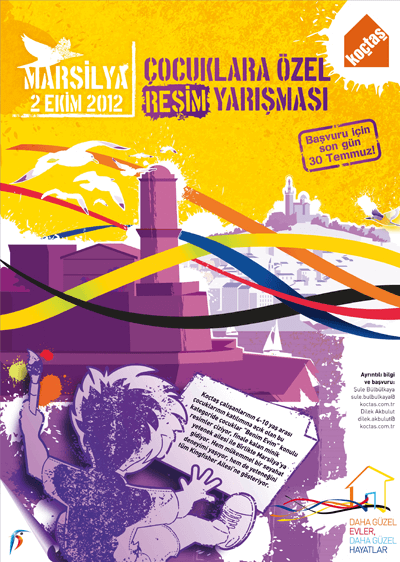 MARSİLYA
2 EKİM 2012
ÇOCUKLARA ÖZEL
RESİM YARIŞMASI
koçtaş
Başvuru için
son gün
30 Temmuz!
Ayrıntılı bilgi
ve başvuru:
Şule Bülbülkaya
sule.bulbulkaya@
koctas.com.tr
Dilek Akbulut
dilek.akbulut@
koctas.com.tr
Koçtaş çalışanlarının 4-10 yaş arası
çocuklarının katılımına açık olan bu
kategoride çocuklar "Benim Evim" konulu
resimler çiziyor, finale kalan minik
yetenek ailesi ile birlikte Marsilya'ya
gidiyor. Hem mükemmel bir seyahat
deneyimi yaşıyor, hem de yeteneğini
tüm Kingfisher Ailesi'ne gösteriyor.
DAHA GÜZEL
EVLER,
DAHA GÜZEL
HAYATLAR